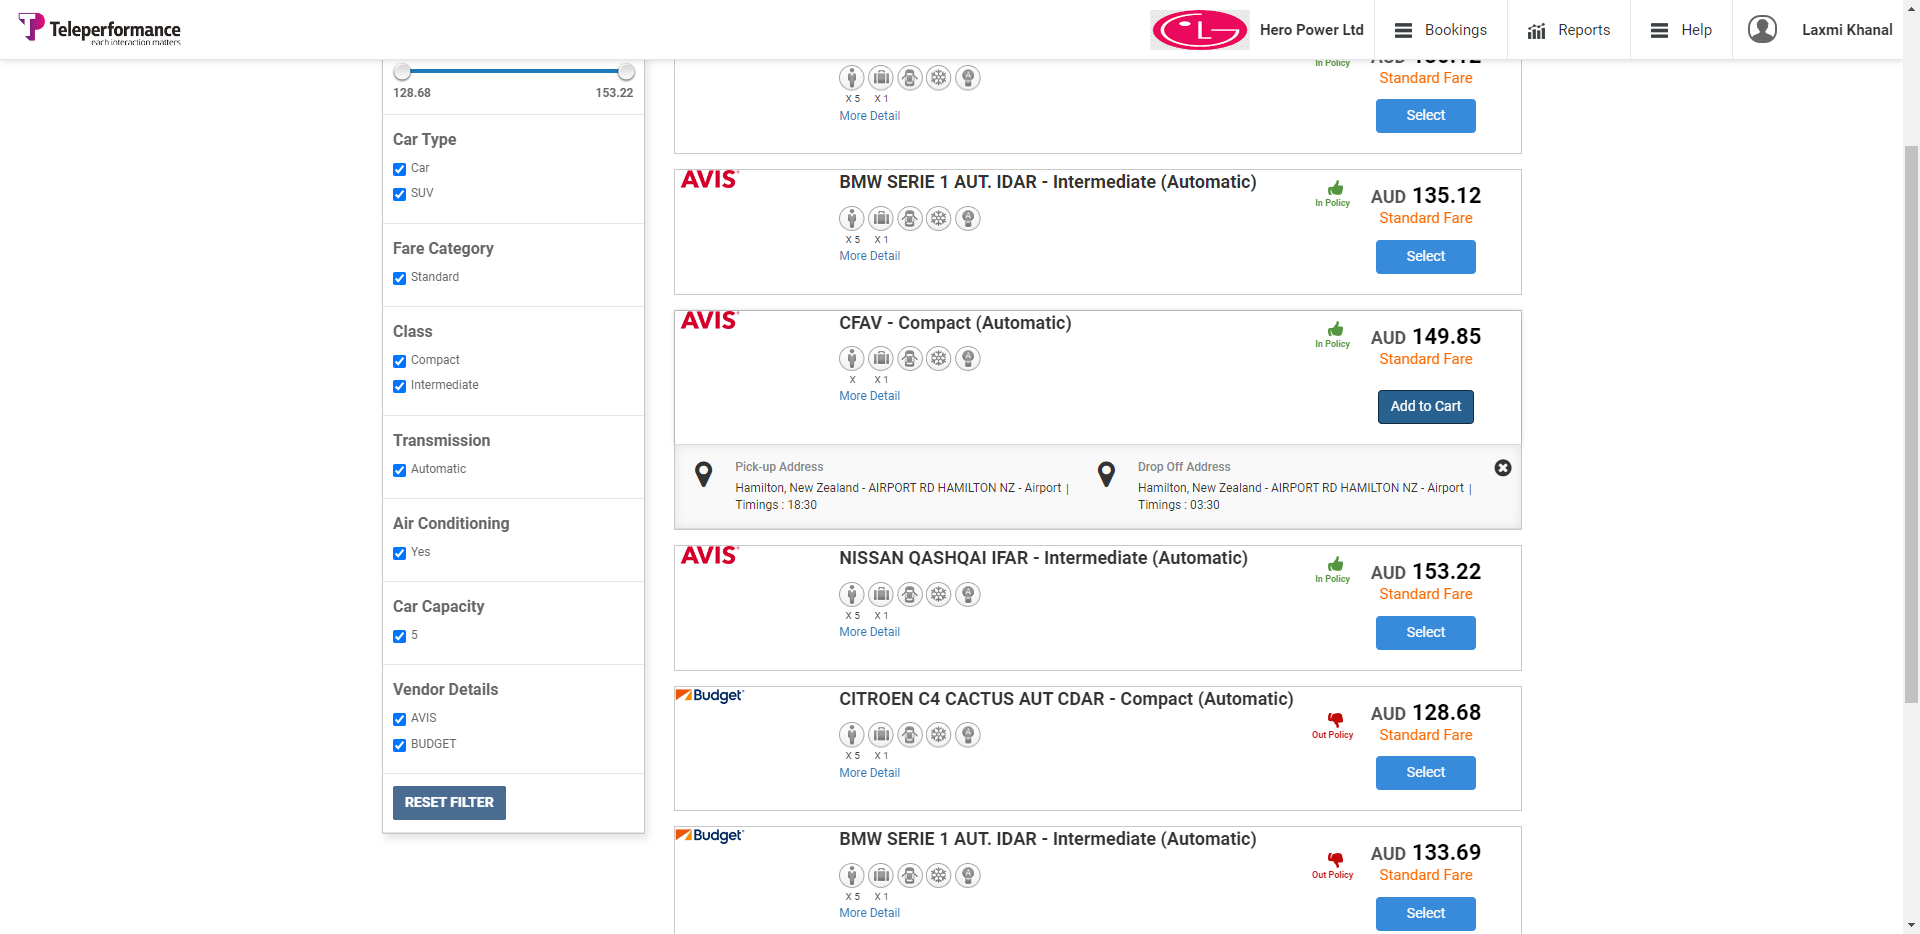 Teleperformance
each interaction matters
LG
Hero Power Ltd
Bookings
Reports
Help
Laxmi Khanal
128.68
153.22
Car Type
Car
SUV
Fare Category
Standard
Class
Compact
Intermediate
Transmission
Automatic
Air Conditioning
Yes
Car Capacity
5
Vendor Details
AVIS
BUDGET
RESET FILTER
X 5 X 1
More Detail
In Policy
Standard Fare
Select
AVIS
BMW SERIE 1 AUT. IDAR - Intermediate (Automatic)
X 5 X 1
More Detail
In Policy
AUD 135.12
Standard Fare
Select
AVIS
CFAV - Compact (Automatic)
X X 1
More Detail
In Policy
AUD 149.85
Standard Fare
Add to Cart
Pick-up Address
Hamilton, New Zealand - AIRPORT RD HAMILTON NZ - Airport |
Timings : 18:30
Drop Off Address
Hamilton, New Zealand - AIRPORT RD HAMILTON NZ - Airport |
Timings : 03:30
AVIS
NISSAN QASHQAI IFAR - Intermediate (Automatic)
X 5 X 1
More Detail
In Policy
AUD 153.22
Standard Fare
Select
Budget
CITROEN C4 CACTUS AUT CDAR - Compact (Automatic)
X 5 X 1
More Detail
Out Policy
AUD 128.68
Standard Fare
Select
Budget
BMW SERIE 1 AUT. IDAR - Intermediate (Automatic)
X 5 X 1
More Detail
Out Policy
AUD 133.69
Standard Fare
Select